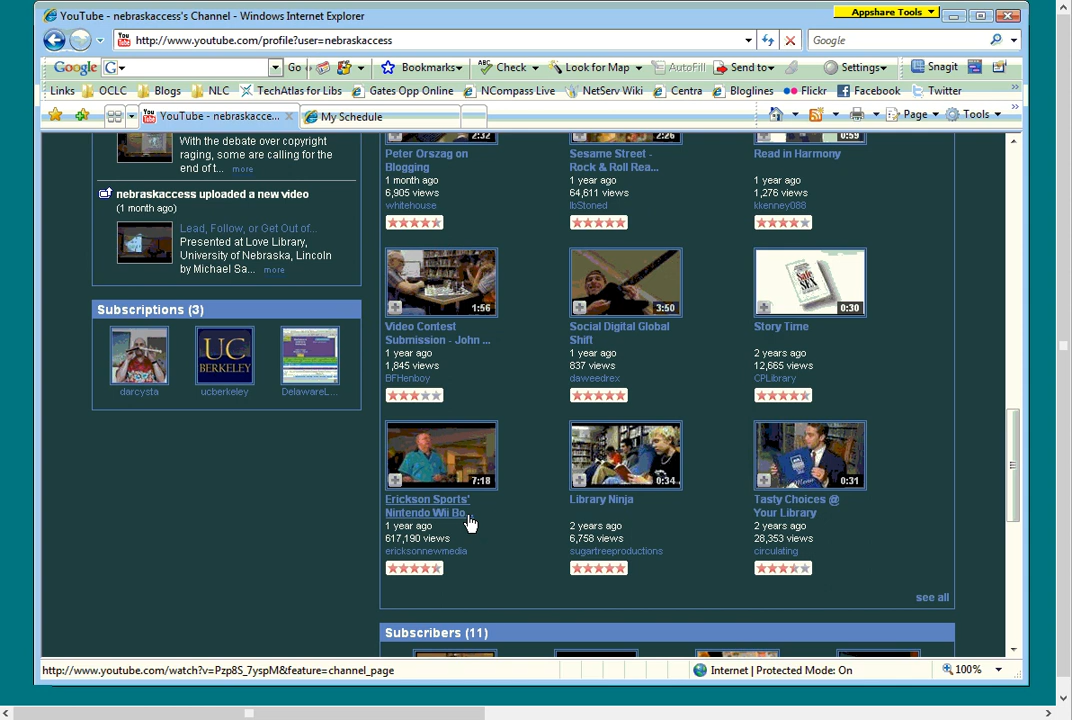 YouTube - nebraskaccess's Channel - Windows Internet Explorer
Appshare Tools
http://www.youtube.com/profile?user=nebraskaccess
Google
Google Go Bookmarks Check Look for Map AutoFill Send to Settings Snagit
Links OCLC Blogs NLC TechAtlas for Libs Gates Opp Online NCompass Live NetServ Wiki Centra Bloglines Flickr Facebook Twitter
YouTube - nebraskacce... My Schedule Page Tools
With the debate over copyright
raging, some are calling for the
end of t... more
nebraskaccess uploaded a new video
(1 month ago)
Lead, Follow, or Get Out of...
Presented at Love Library,
University of Nebraska, Lincoln
by Michael Sa... more
Subscriptions (3)
UC
BERKELEY
darcysta ucberkeley DelawareL...
2:32
Peter Orszag on
Blogging
1 month ago
6,905 views
whitehouse
2:26
Sesame Street -
Rock & Roll Rea...
1 year ago
64,611 views
lbStoned
0:59
Read in Harmony
1 year ago
1,276 views
kkenney088
1:56
Video Contest
Submission - John ...
1 year ago
1,845 views
BFHenboy
3:50
Social Digital Global
Shift
1 year ago
837 views
daweedrex
0:30
Story Time
2 years ago
12,665 views
CPLibrary
7:18
Erickson Sports'
Nintendo Wii Bo
1 year ago
617,190 views
ericksonnewmedia
0:34
Library Ninja
2 years ago
6,758 views
sugartreeproductions
0:31
Tasty Choices @
Your Library
2 years ago
28,353 views
circulating
see all
Subscribers (11)
http://www.youtube.com/watch?v=Pzp8S_7yspM&feature=channel_page
Internet | Protected Mode: On
100%